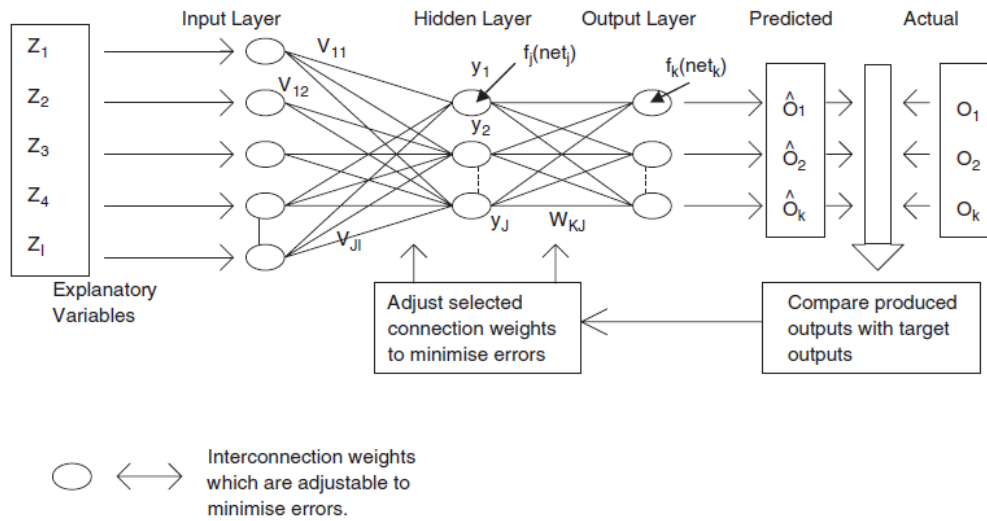 Input Layer Hidden Layer Output Layer Predicted Actual
Z1
Z2
Z3
Z4
ZI
V11
V12
VJI
y1
y2
yJ
fj(netj)
fk(netk)
WKJ
Ô1
Ô2
Ôk
O1
O2
Ok
Explanatory
Variables
Adjust selected
connection weights
to minimise errors
Compare produced
outputs with target
outputs
Interconnection weights
which are adjustable to
minimise errors.